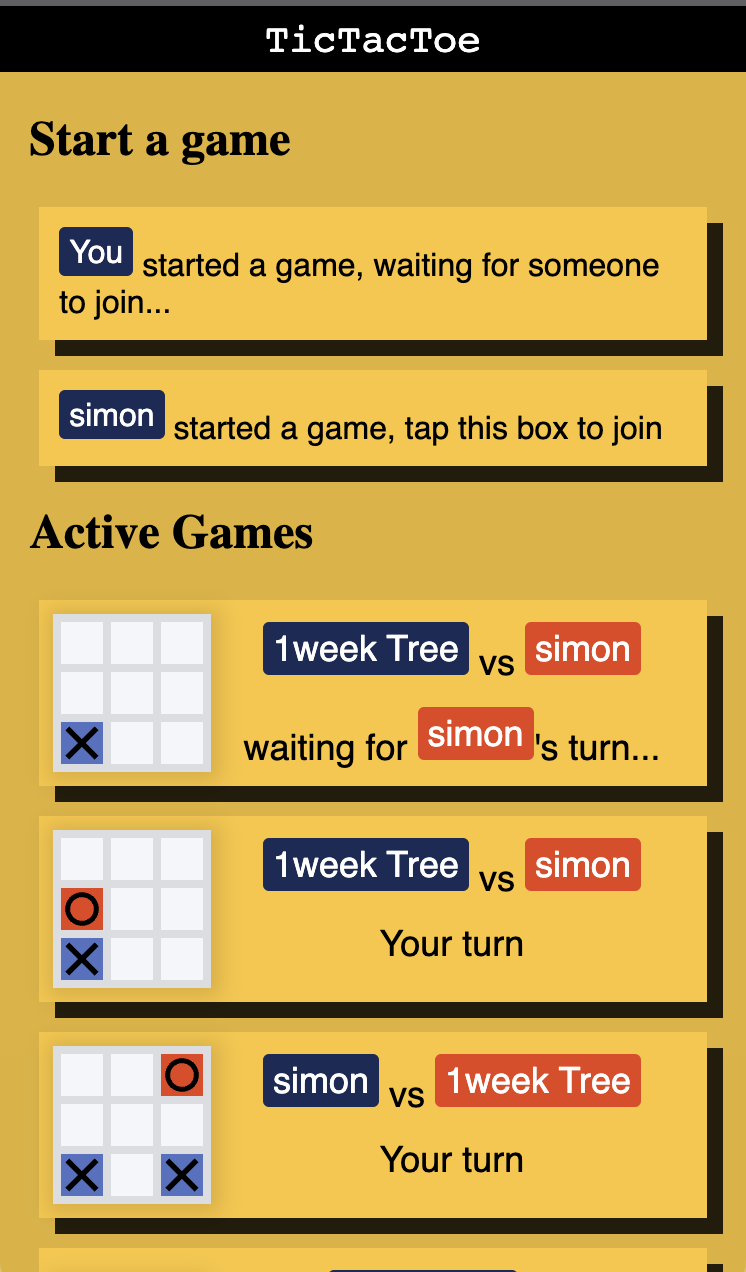 TicTacToe
Start a game
You started a game, waiting for someone
to join...
simon started a game, tap this box to join
Active Games
1week Tree vs simon
waiting for simon's turn...
1week Tree vs simon
Your turn
simon vs 1week Tree
Your turn